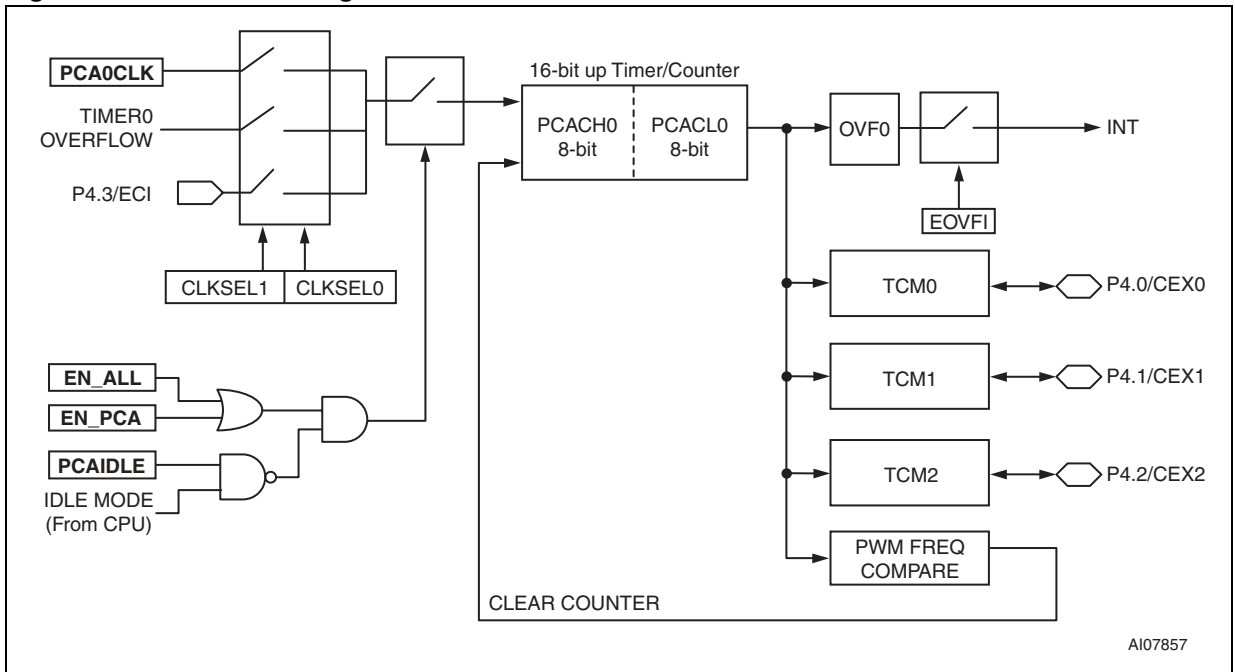 PCA0CLK
TIMER0
OVERFLOW
P4.3/ECI
CLKSEL1
CLKSEL0
EN_ALL
EN_PCA
PCAIDLE
IDLE MODE
(From CPU)
16-bit up Timer/Counter
PCACH0
8-bit
PCACL0
8-bit
OVF0
INT
EOVFI
TCM0
P4.0/CEX0
TCM1
P4.1/CEX1
TCM2
P4.2/CEX2
PWM FREQ
COMPARE
CLEAR COUNTER
AI07857